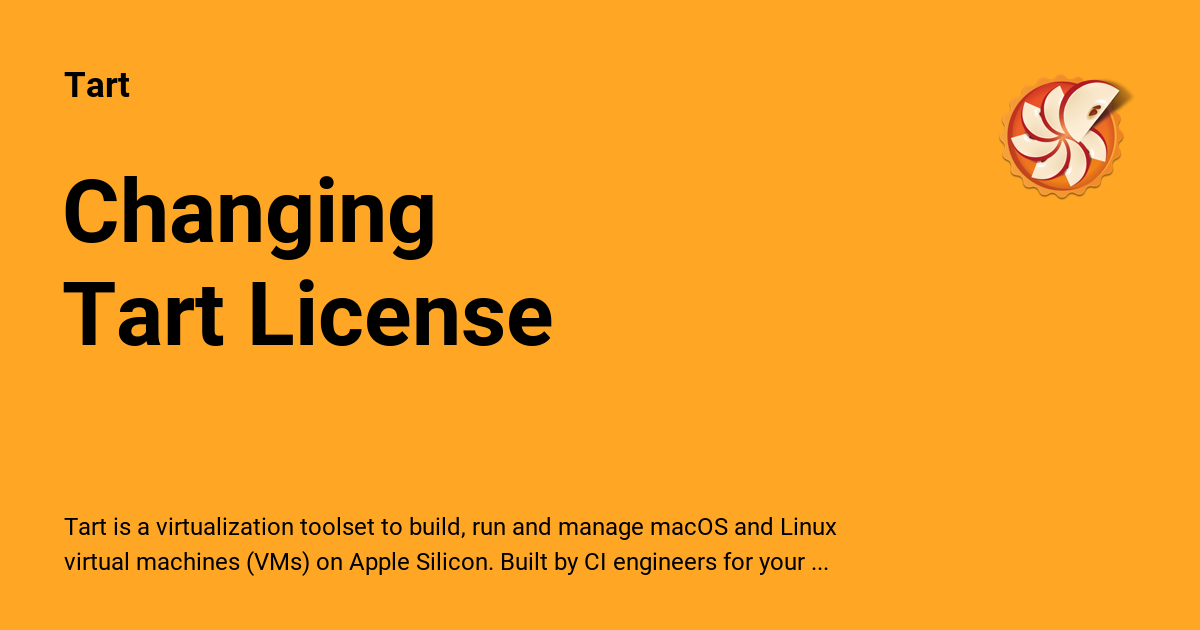 Tart
Changing
Tart License
Tart is a virtualization toolset to build, run and manage macOS and Linux
virtual machines (VMs) on Apple Silicon. Built by CI engineers for your ...